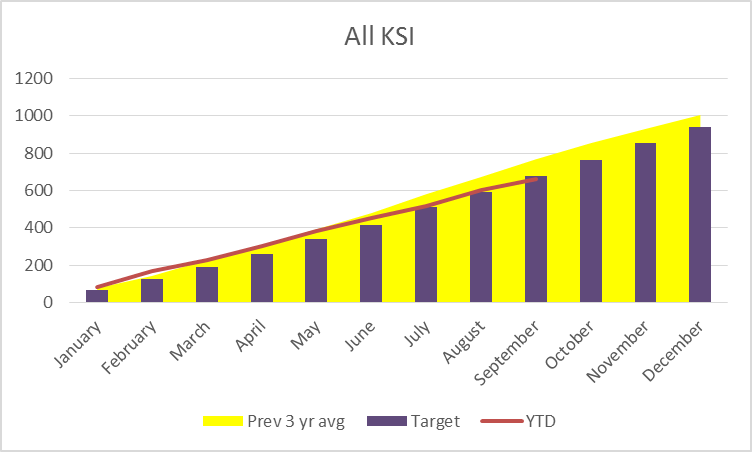 All KSI
1200
1000
800
600
400
200
0
January
February
March
April
May
June
July
August
September
October
November
December
Prev 3 yr avg
Target
YTD